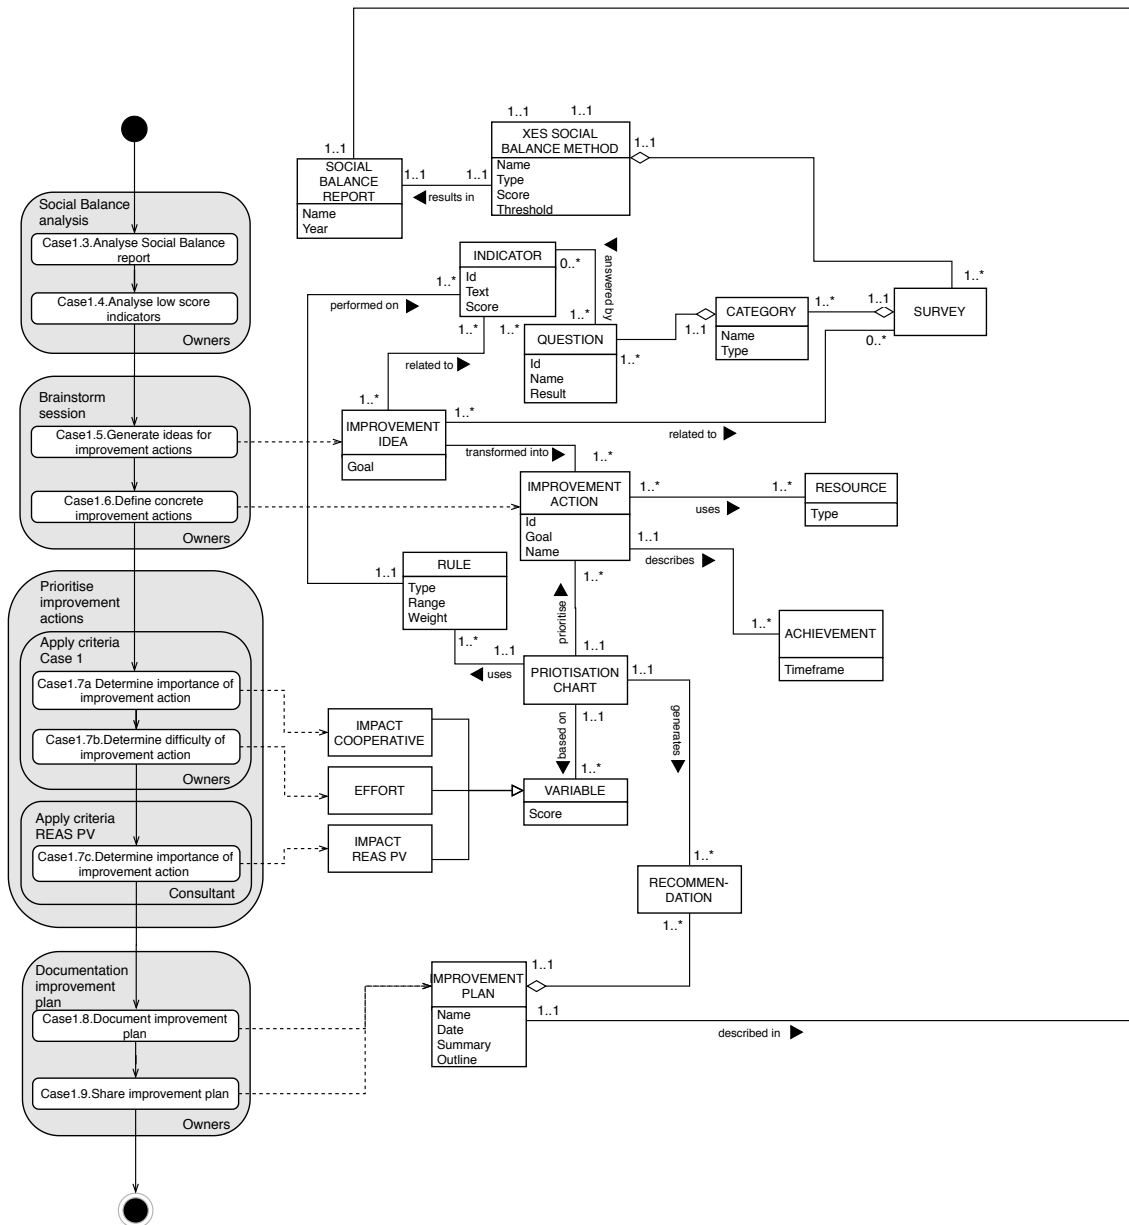 Social Balance
analysis
Case1.3.Analyse Social Balance
report
Case1.4.Analyse low score
indicators
Owners
Brainstorm
session
Case1.5.Generate ideas for
improvement actions
Case1.6.Define concrete
improvement actions
Owners
Prioritise
improvement
actions
Apply criteria
Case 1
Case1.7a Determine importance of
improvement action
Case1.7b.Determine difficulty of
improvement action
Owners
Apply criteria
REAS PV
Case1.7c.Determine importance of
improvement action
Consultant
Documentation
improvement
plan
Case1.8.Document improvement
plan
Case1.9.Share improvement plan
Owners
1..1
SOCIAL
BALANCE
REPORT
Name
Year
1..1
results in
1..1
1..1
1..1
XES SOCIAL
BALANCE METHOD
Name
Type
Score
Threshold
1..1
1..*
SURVEY
1..1
0..*
1..*
CATEGORY
Name
Type
1..1
1..*
QUESTION
Id
Name
Result
1..*
answered by
0..*
INDICATOR
Id
Text
Score
1..*
performed on
1..*
1..*
related to
1..*
IMPROVEMENT
IDEA
Goal
1..*
related to
transformed into
1..*
IMPROVEMENT
ACTION
Id
Goal
Name
1..*
uses
1..*
RESOURCE
Type
1..1
describes
1..*
ACHIEVEMENT
Timeframe
1..1
RULE
Type
Range
Weight
1..*
uses
1..1
1..*
prioritise
1..1
PRIOTISATION
CHART
1..1
generates
1..*
1..1
based on
1..*
VARIABLE
Score
IMPACT
COOPERATIVE
EFFORT
IMPACT
REAS PV
RECOMMEN-
DATION
1..*
1..1
IMPROVEMENT
PLAN
Name
Date
Summary
Outline
1..1
described in